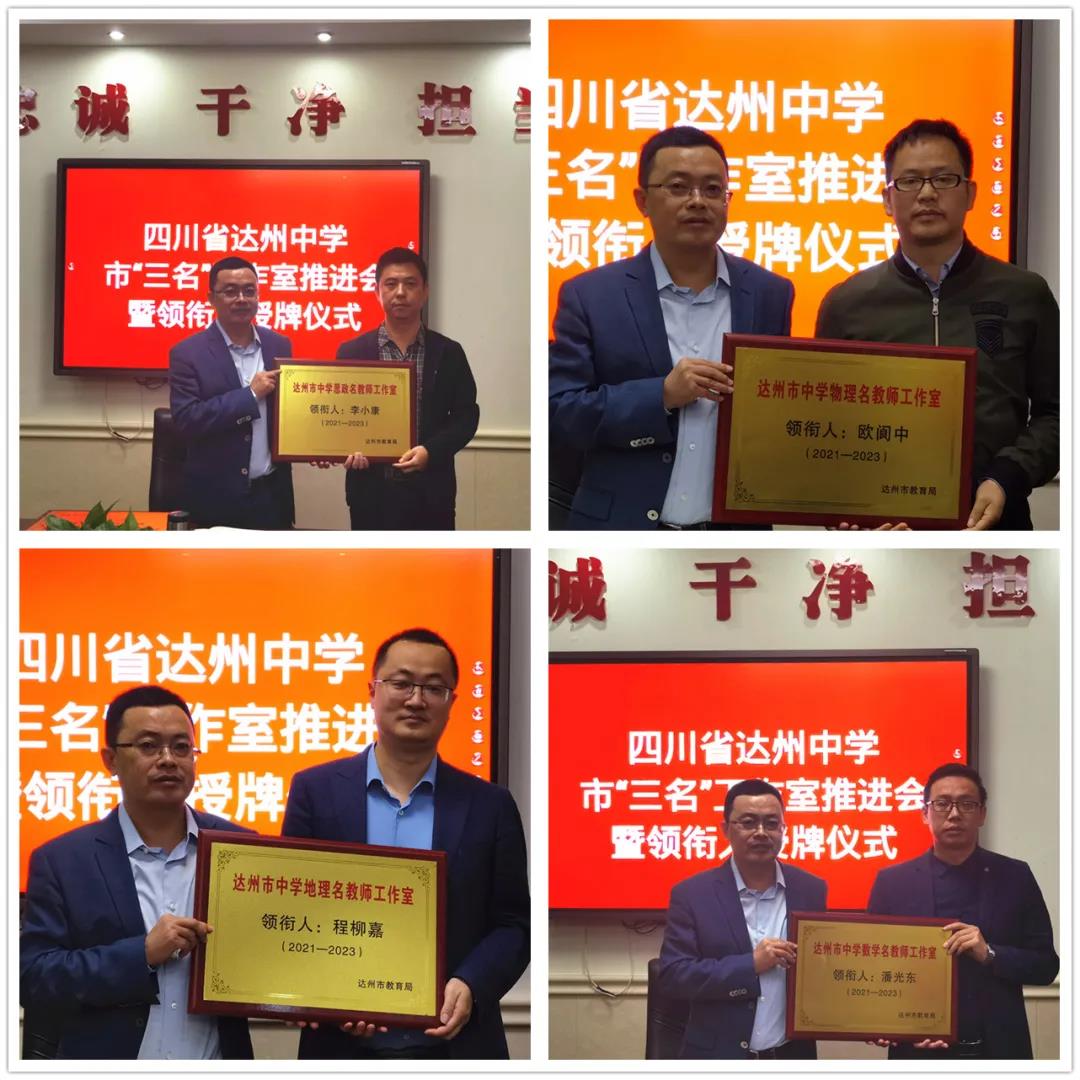 诚 干 净 担
四川省达州中学
市“三名” 作室推进会
暨领衔 授牌仪式
达州市中学思政名教师工作室
领衔人：李小康
（2021—2023）
达州市教育局
四川省达州中学
三名” 作室推进
领衔 授牌仪式
达州市中学物理名教师工作室
领衔人：欧阆中
（2021—2023）
达州市教育局
四川省达州中学
三名” 作室推进
领衔 授牌
达州市中学地理名教师工作室
领衔人：程柳嘉
（2021—2023）
达州市教育局
诚 干 净 担
四川省达州中学
市“三名”工作室推进会
暨领衔人授牌仪式
达州市中学数学名教师工作室
领衔人：潘光东
（2021—2023）
达州市教育局